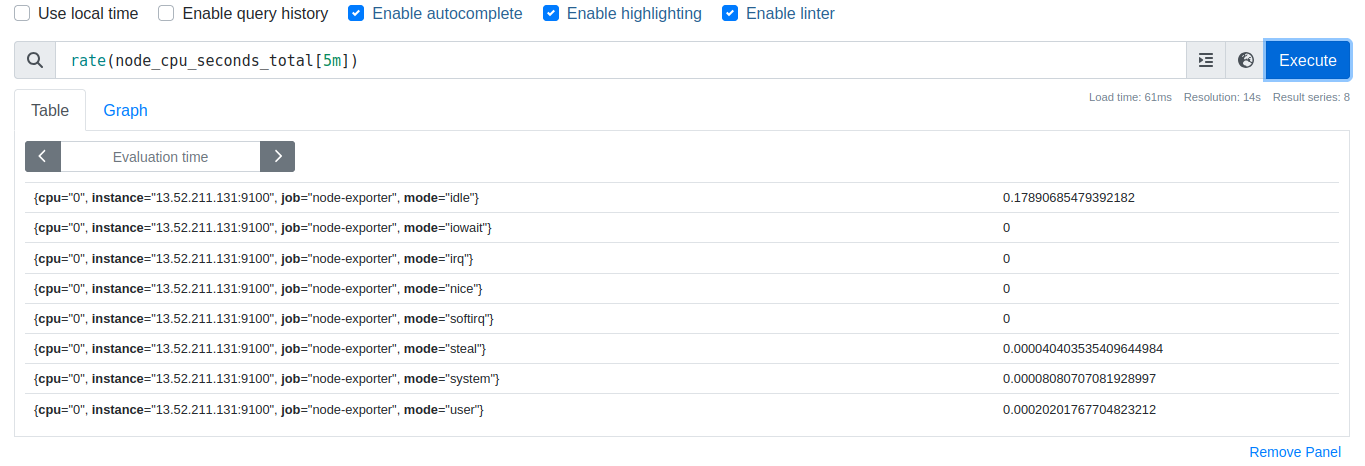 Use local time Enable query history Enable autocomplete Enable highlighting Enable linter
rate(node_cpu_seconds_total[5m]) Execute
Table Graph Load time: 61ms Resolution: 14s Result series: 8
Evaluation time
{cpu="0", instance="13.52.211.131:9100", job="node-exporter", mode="idle"} 0.17890685479392182
{cpu="0", instance="13.52.211.131:9100", job="node-exporter", mode="iowait"} 0
{cpu="0", instance="13.52.211.131:9100", job="node-exporter", mode="irq"} 0
{cpu="0", instance="13.52.211.131:9100", job="node-exporter", mode="nice"} 0
{cpu="0", instance="13.52.211.131:9100", job="node-exporter", mode="softirq"} 0
{cpu="0", instance="13.52.211.131:9100", job="node-exporter", mode="steal"} 0.000040403535409644984
{cpu="0", instance="13.52.211.131:9100", job="node-exporter", mode="system"} 0.00008080707081928997
{cpu="0", instance="13.52.211.131:9100", job="node-exporter", mode="user"} 0.00020201767704823212
Remove Panel